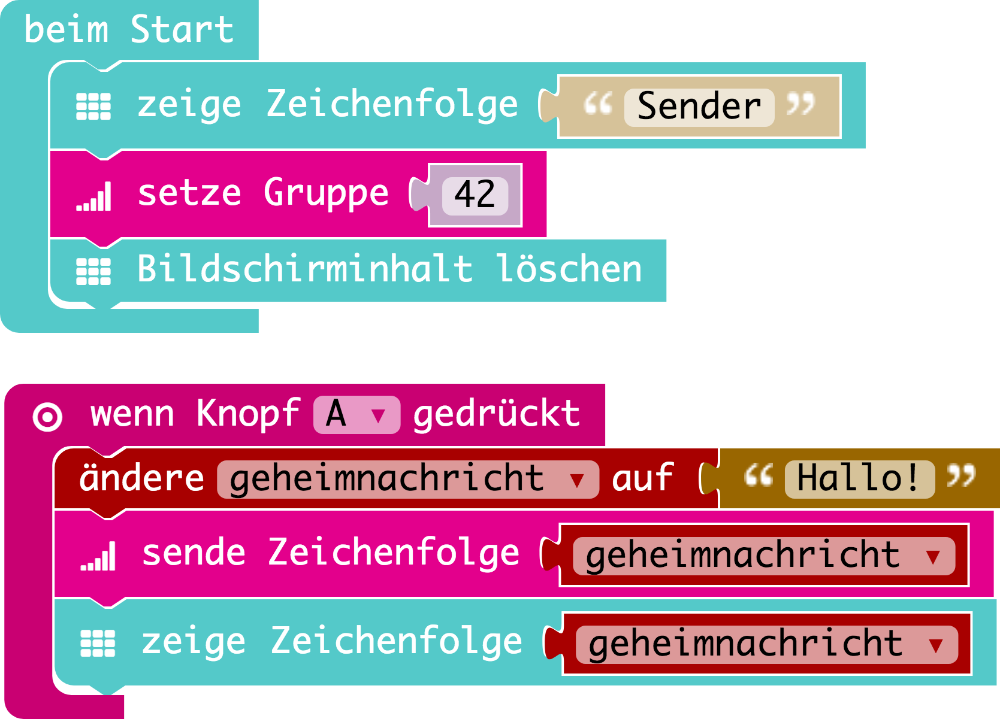 beim Start
zeige Zeichenfolge “ Sender ”
setze Gruppe 42
Bildschirminhalt löschen
wenn Knopf A ▾ gedrückt
ändere geheimnachricht ▾ auf “ Hallo! ”
sende Zeichenfolge geheimnachricht ▾
zeige Zeichenfolge geheimnachricht ▾